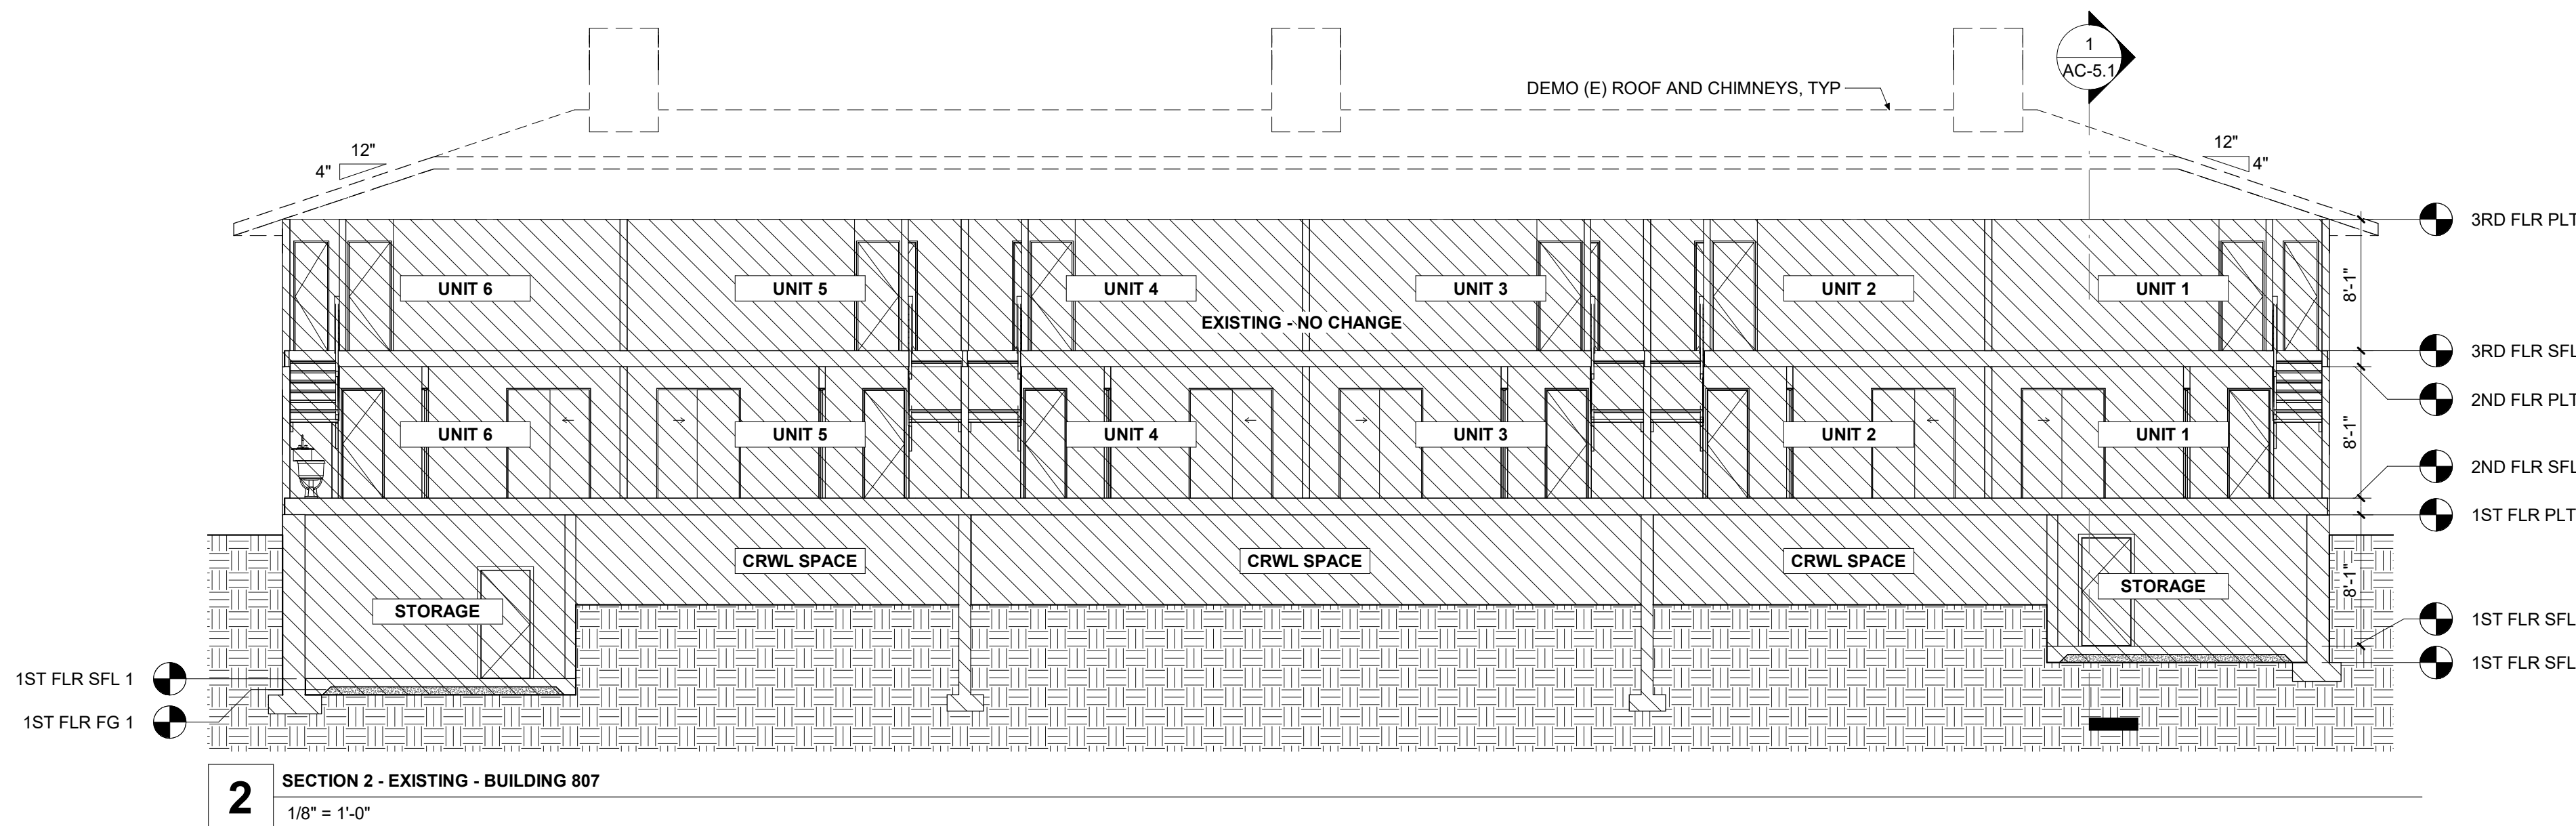 1
AC-5.1
DEMO (E) ROOF AND CHIMNEYS, TYP
12"
4"
12"
4"
3RD FLR PLT
UNIT 6
UNIT 5
UNIT 4
UNIT 3
UNIT 2
UNIT 1
8'-1"
EXISTING - NO CHANGE
3RD FLR SFL
2ND FLR PLT
UNIT 6
UNIT 5
UNIT 4
UNIT 3
UNIT 2
UNIT 1
8'-1"
2ND FLR SFL
1ST FLR PLT
CRWL SPACE
CRWL SPACE
CRWL SPACE
STORAGE
8'-1"
STORAGE
1ST FLR SFL
1ST FLR SFL
1ST FLR SFL 1
1ST FLR FG 1
2
SECTION 2 - EXISTING - BUILDING 807
1/8" = 1'-0"